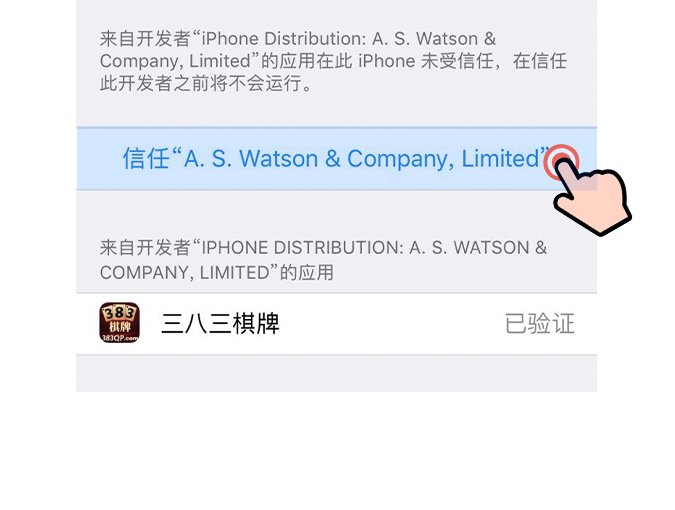 来自开发者“iPhone Distribution: A. S. Watson &
Company, Limited”的应用在此 iPhone 未受信任，在信任
此开发者之前将不会运行。
信任“A. S. Watson & Company, Limited”
来自开发者“IPHONE DISTRIBUTION: A. S. WATSON &
COMPANY, LIMITED”的应用
383
棋牌
383QP.com
三八三棋牌 已验证